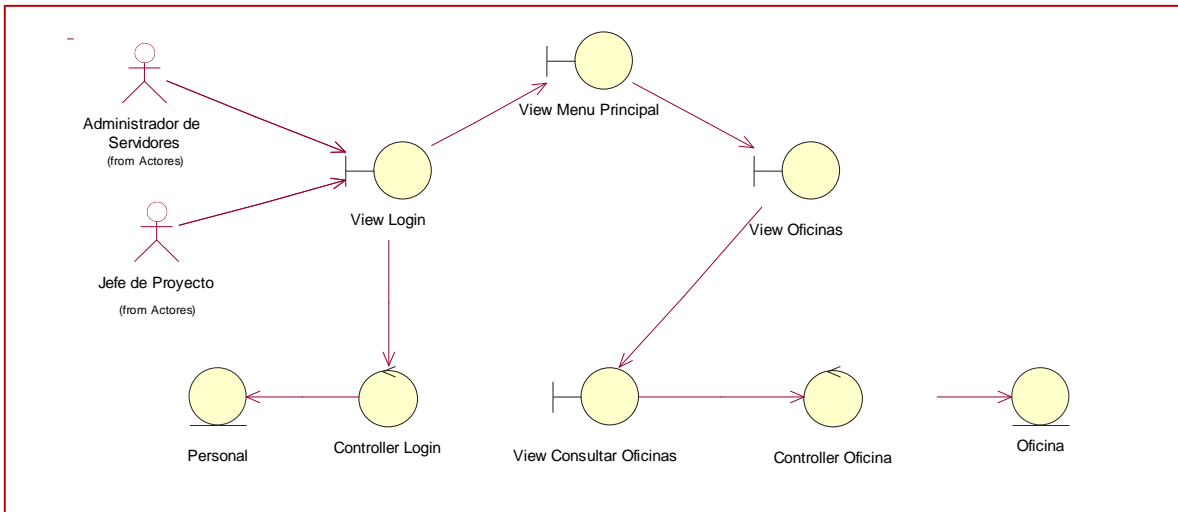 Administrador de
Servidores
(from Actores)
Jefe de Proyecto
(from Actores)
View Login
View Menu Principal
View Oficinas
Personal
Controller Login
View Consultar Oficinas
Controller Oficina
Oficina